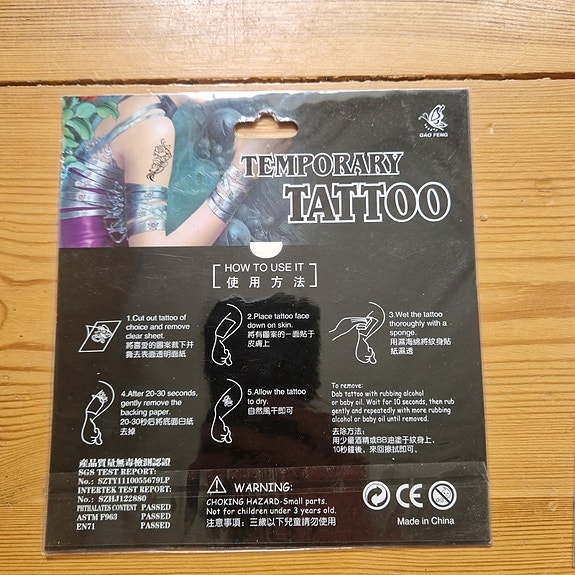 GAO FENG
TEMPORARY
TATTOO
HOW TO USE IT
使用方法
1.Cut out tattoo of
choice and remove
clear sheet.
將喜愛的圖案裁下并
撕去表面透明面紙
2.Place tattoo face
down on skin.
將有圖案的一面貼于
皮膚上
3.Wet the tattoo
thoroughly with a
sponge.
用濕海綿將紋身貼
紙濕透
4.After 20-30 seconds,
gently remove the
backing paper.
20-30秒后將底面白紙
去掉
5.Allow the tattoo
to dry.
自然風干即可
To remove:
Dab tattoo with rubbing alcohol
or baby oil. Wait for 10 seconds, then rub
gently and repeatedly with more rubbing
alcohol or baby oil until removed.
去除方法:
用少量酒精或BB油塗于紋身上,
10秒鐘後、來回擦拭即可.
産品質量無毒檢測認證
SGS TEST REPORT:
No.: SZTY1110055679LP
INTERTEK TEST REPORT:
No.: SZHJ122880
PHTHALATES CONTENT PASSED
ASTM F963 PASSED
EN71 PASSED
WARNING:
CHOKING HAZARD-Small parts.
Not for children under 3 years old.
注意事項: 三歲以下兒童請勿使用
0-3
CE
Made in China